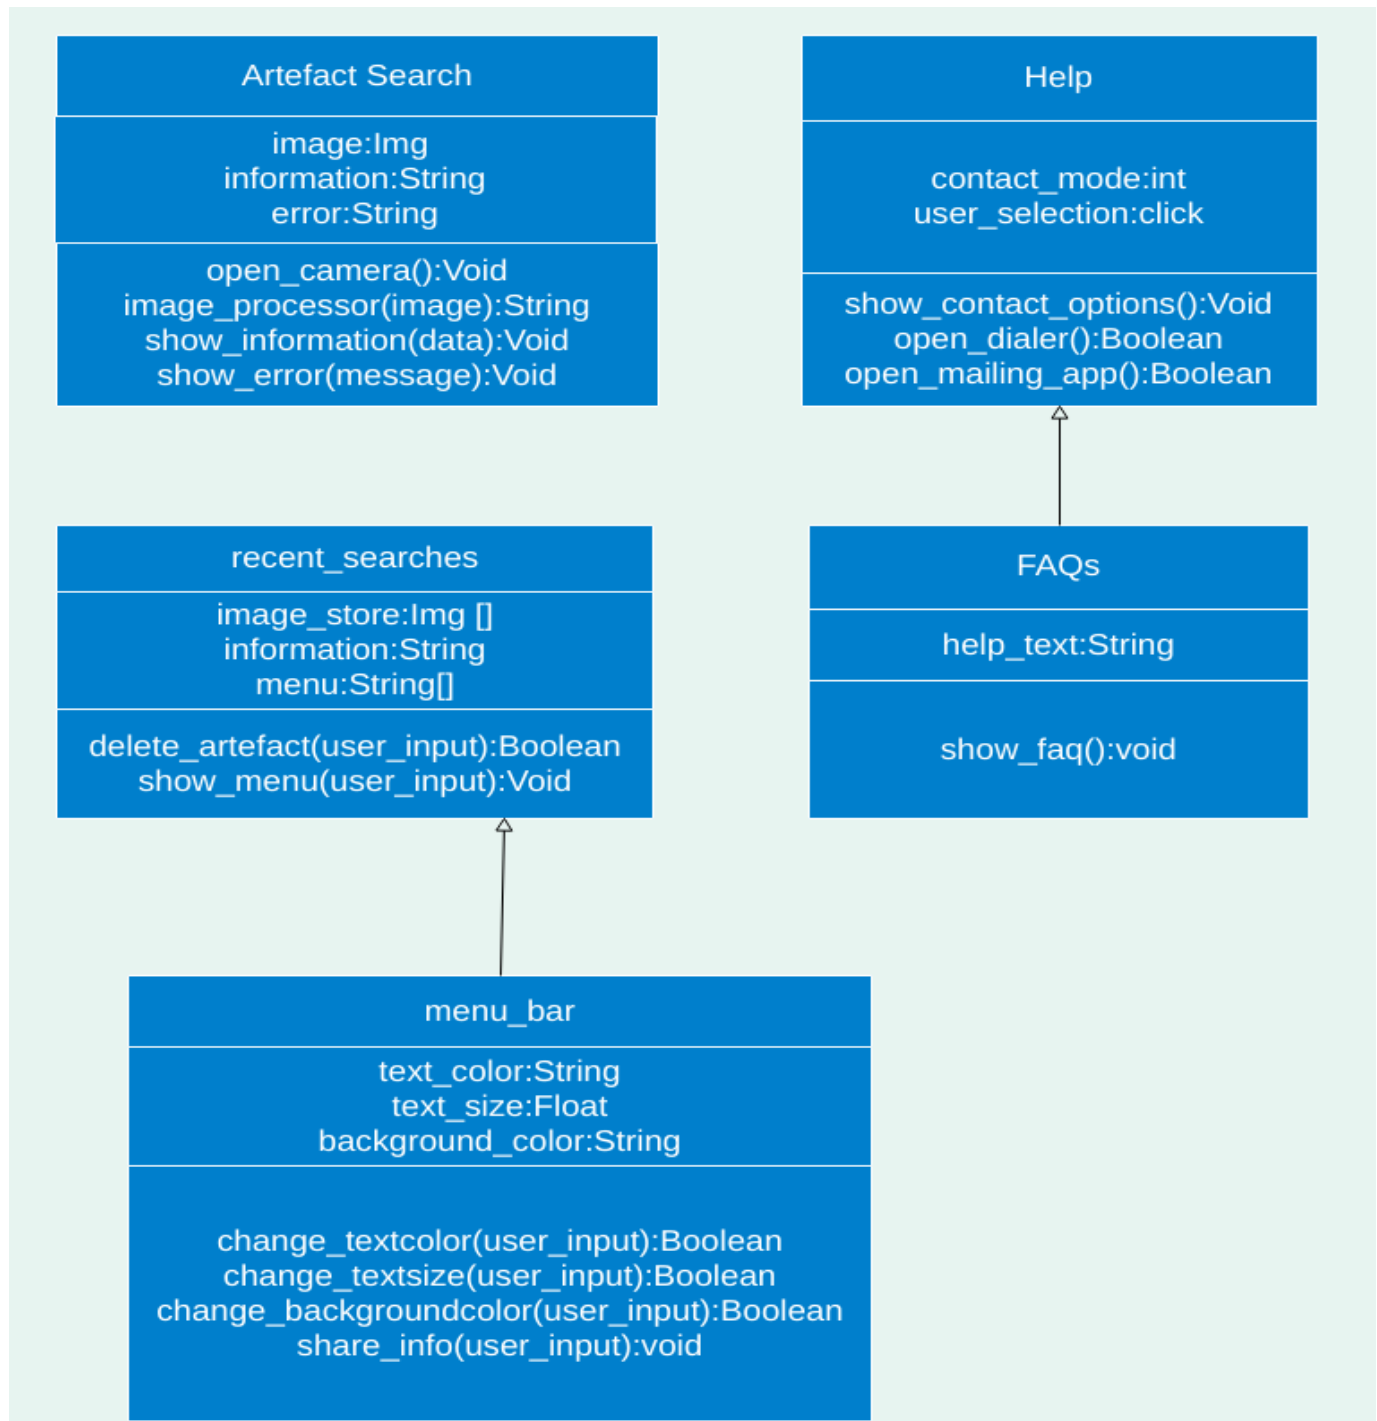 Artefact Search
image:Img
information:String
error:String
open_camera():Void
image_processor(image):String
show_information(data):Void
show_error(message):Void
Help
contact_mode:int
user_selection:click
show_contact_options():Void
open_dialer():Boolean
open_mailing_app():Boolean
recent_searches
image_store:Img []
information:String
menu:String[]
delete_artefact(user_input):Boolean
show_menu(user_input):Void
FAQs
help_text:String
show_faq():void
menu_bar
text_color:String
text_size:Float
background_color:String
change_textcolor(user_input):Boolean
change_textsize(user_input):Boolean
change_backgroundcolor(user_input):Boolean
share_info(user_input):void